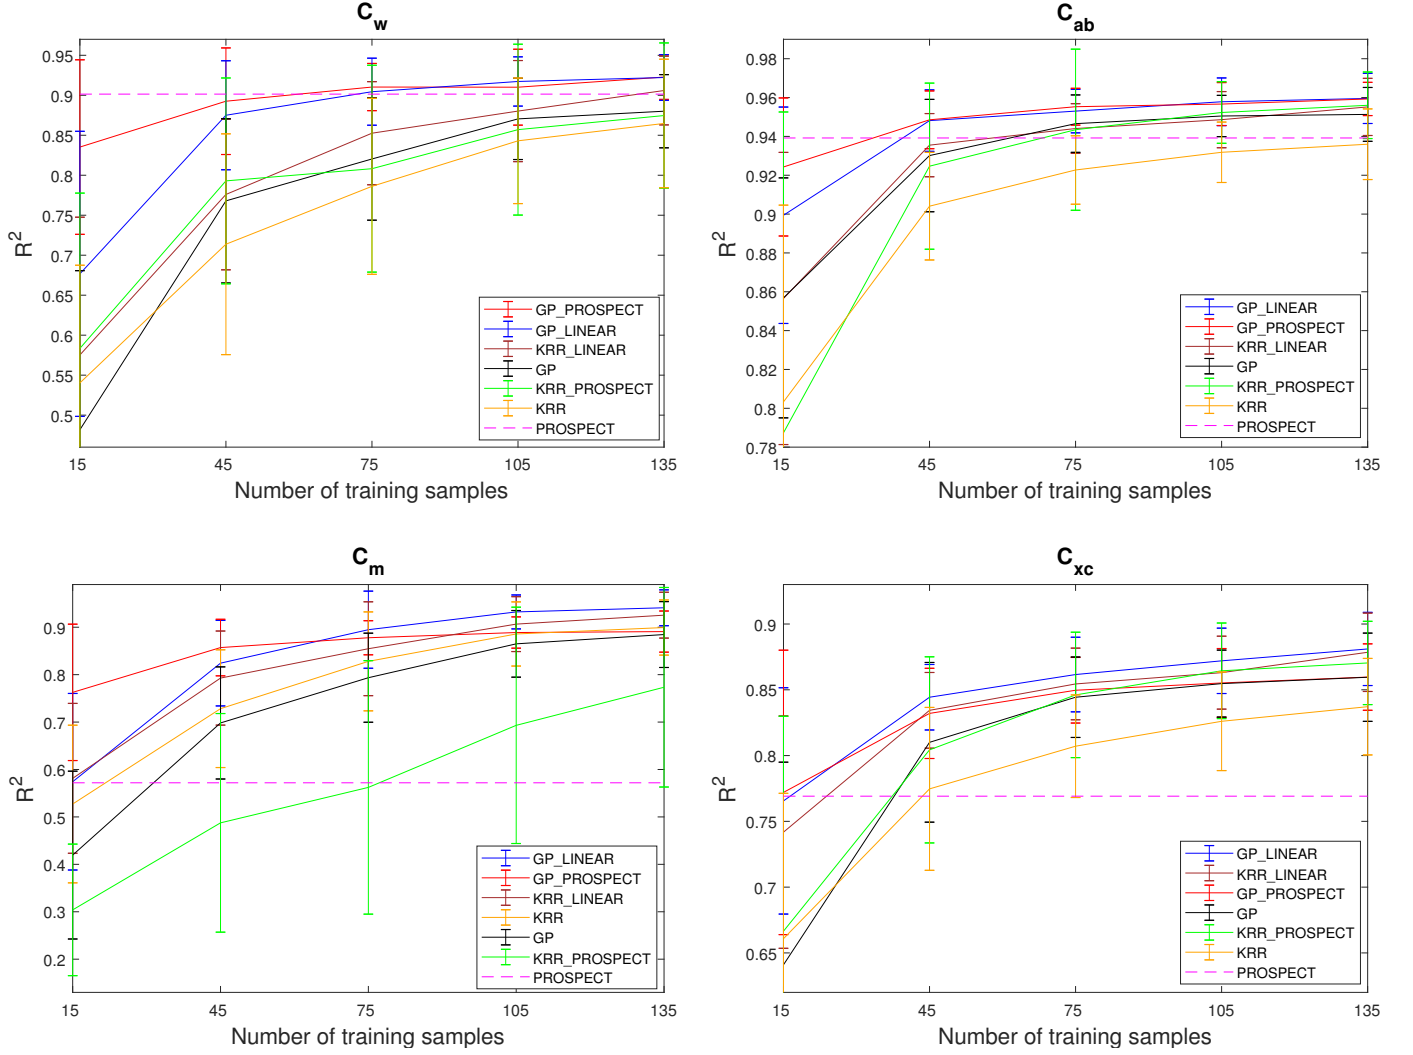 C_w
R^2
0.95
0.9
0.85
0.8
0.75
0.7
0.65
0.6
0.55
0.5
15 45 75 105 135
Number of training samples
GP_PROSPECT
GP_LINEAR
KRR_LINEAR
GP
KRR_PROSPECT
KRR
PROSPECT
C_ab
R^2
0.98
0.96
0.94
0.92
0.9
0.88
0.86
0.84
0.82
0.8
0.78
15 45 75 105 135
Number of training samples
GP_LINEAR
GP_PROSPECT
KRR_LINEAR
GP
KRR_PROSPECT
KRR
PROSPECT
C_m
R^2
0.9
0.8
0.7
0.6
0.5
0.4
0.3
0.2
15 45 75 105 135
Number of training samples
GP_LINEAR
GP_PROSPECT
KRR_LINEAR
KRR
GP
KRR_PROSPECT
PROSPECT
C_xc
R^2
0.9
0.85
0.8
0.75
0.7
0.65
15 45 75 105 135
Number of training samples
GP_LINEAR
KRR_LINEAR
GP_PROSPECT
GP
KRR_PROSPECT
KRR
PROSPECT